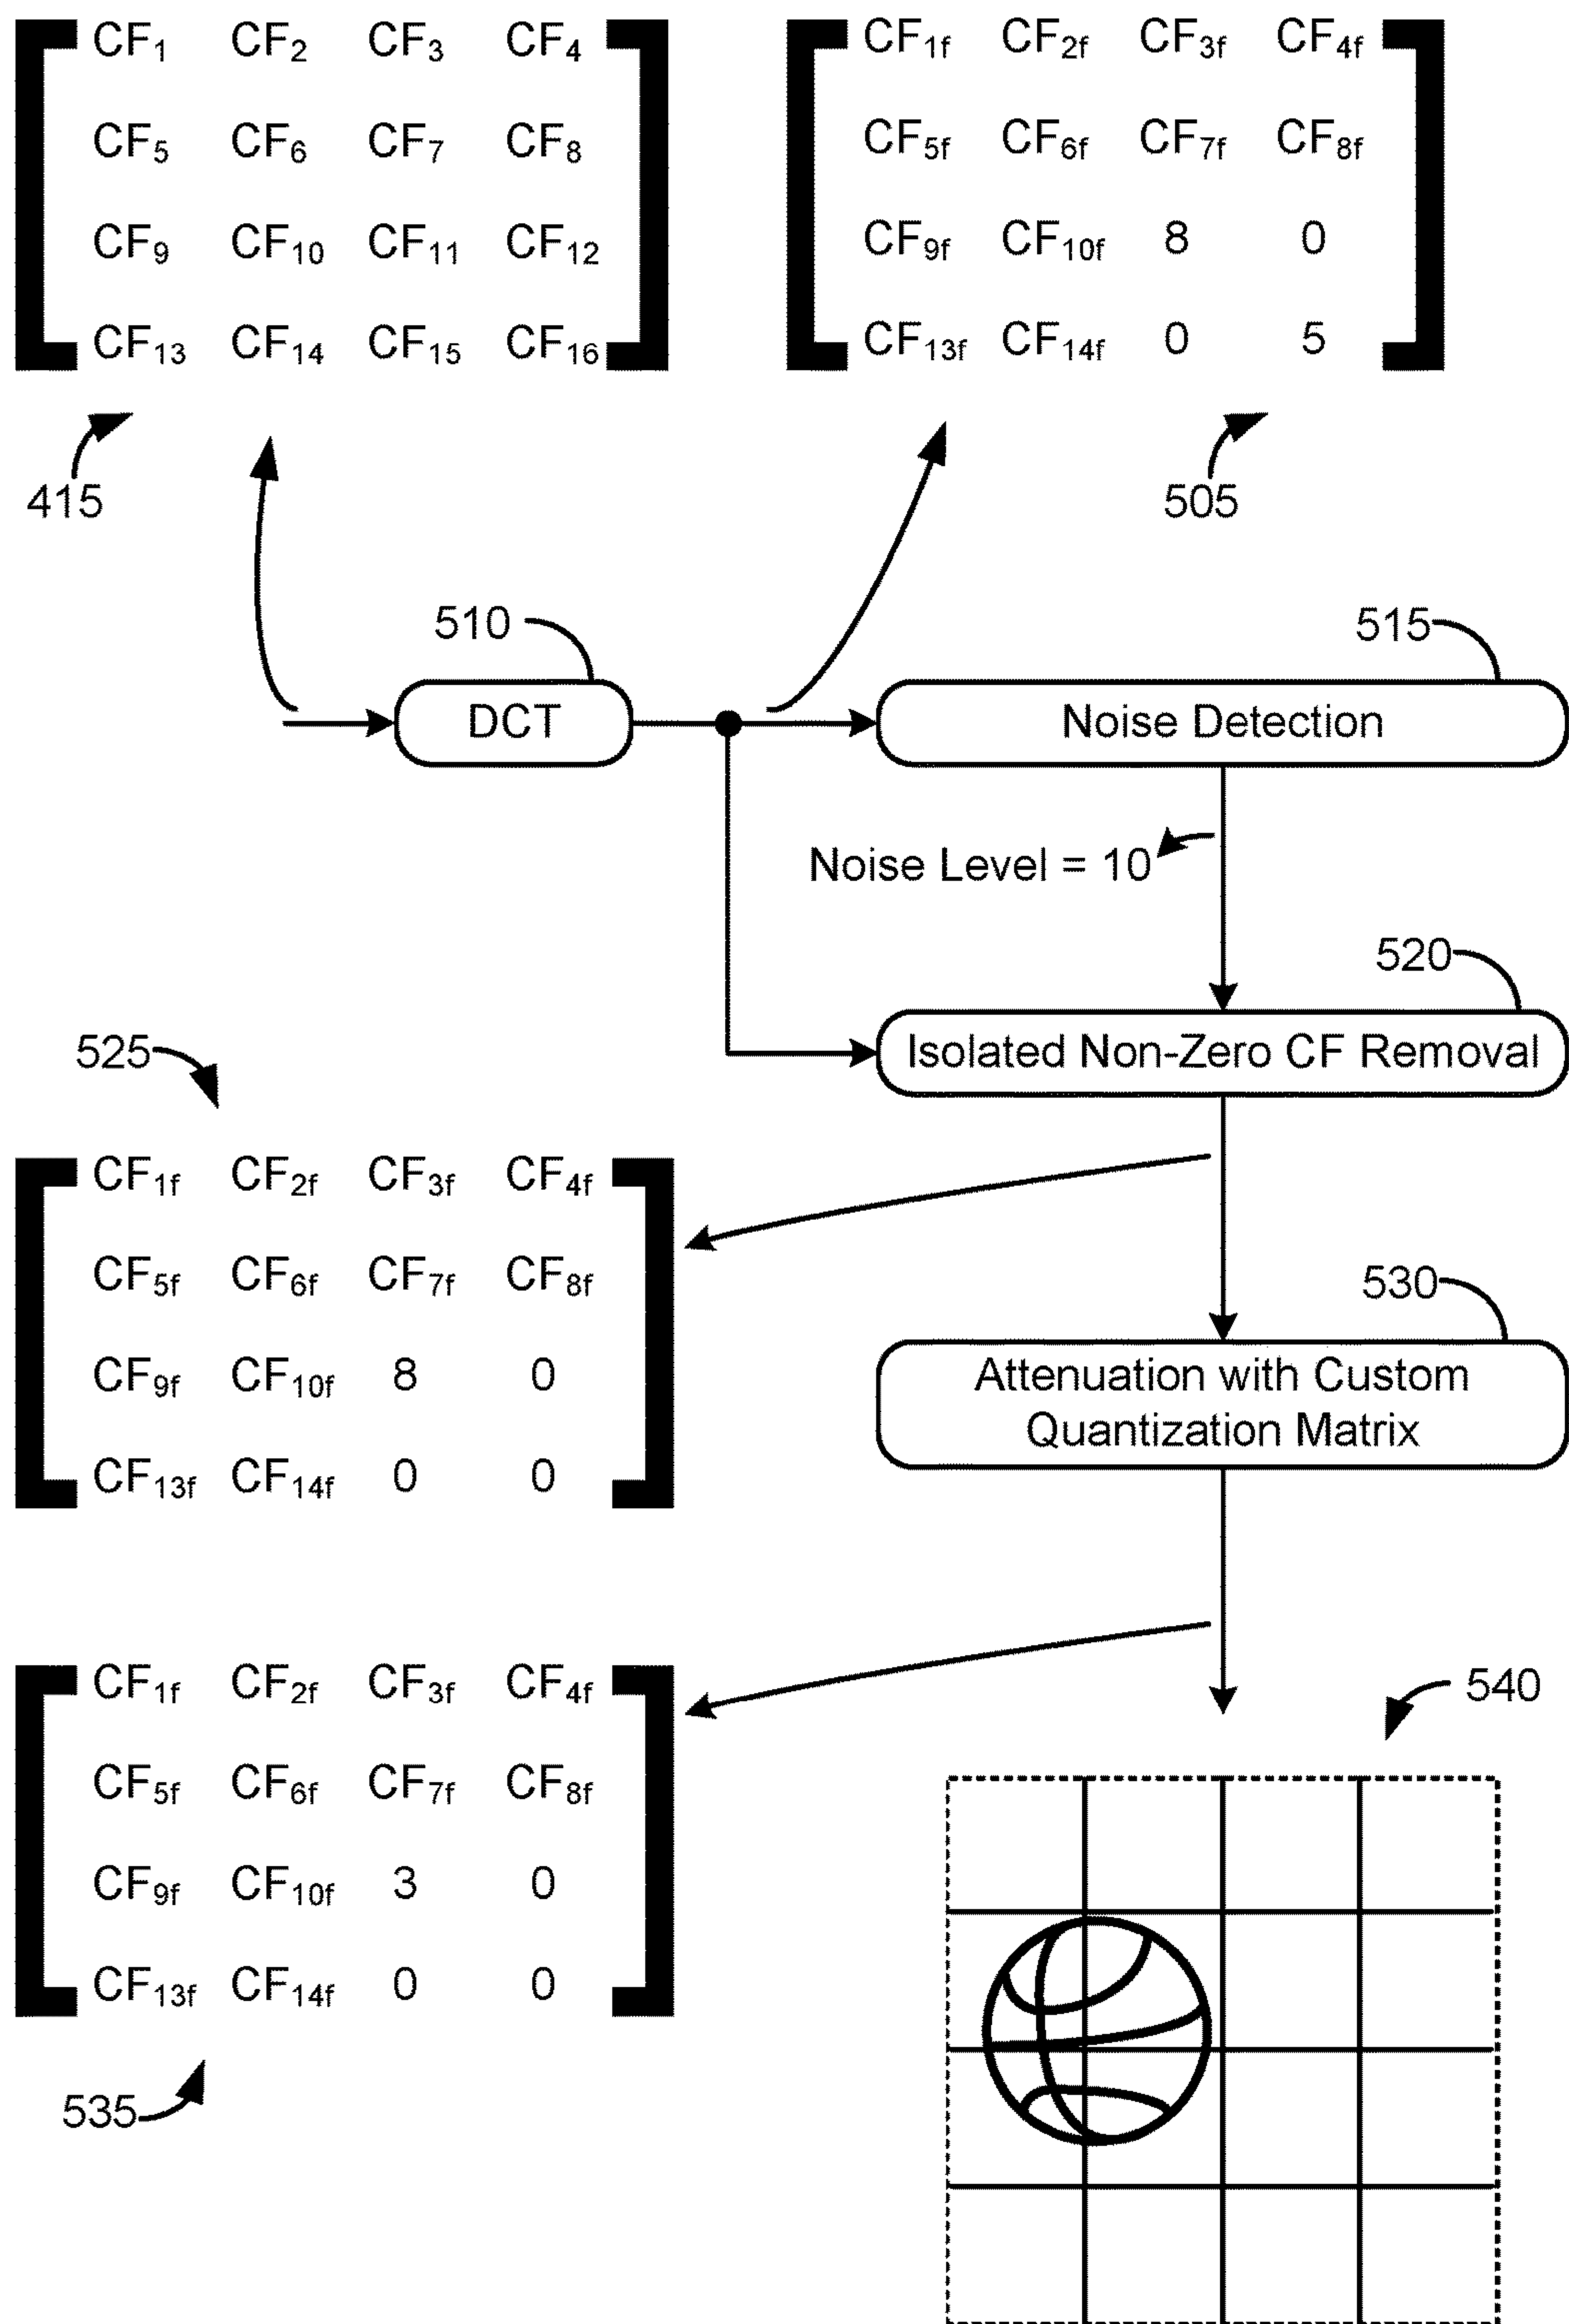 CF1 CF2 CF3 CF4
CF5 CF6 CF7 CF8
CF9 CF10 CF11 CF12
CF13 CF14 CF15 CF16
415
CF1f CF2f CF3f CF4f
CF5f CF6f CF7f CF8f
CF9f CF10f 8 0
CF13f CF14f 0 5
505
510
DCT
515
Noise Detection
Noise Level = 10
520
Isolated Non-Zero CF Removal
525
CF1f CF2f CF3f CF4f
CF5f CF6f CF7f CF8f
CF9f CF10f 8 0
CF13f CF14f 0 0
530
Attenuation with Custom
Quantization Matrix
CF1f CF2f CF3f CF4f
CF5f CF6f CF7f CF8f
CF9f CF10f 3 0
CF13f CF14f 0 0
535
540